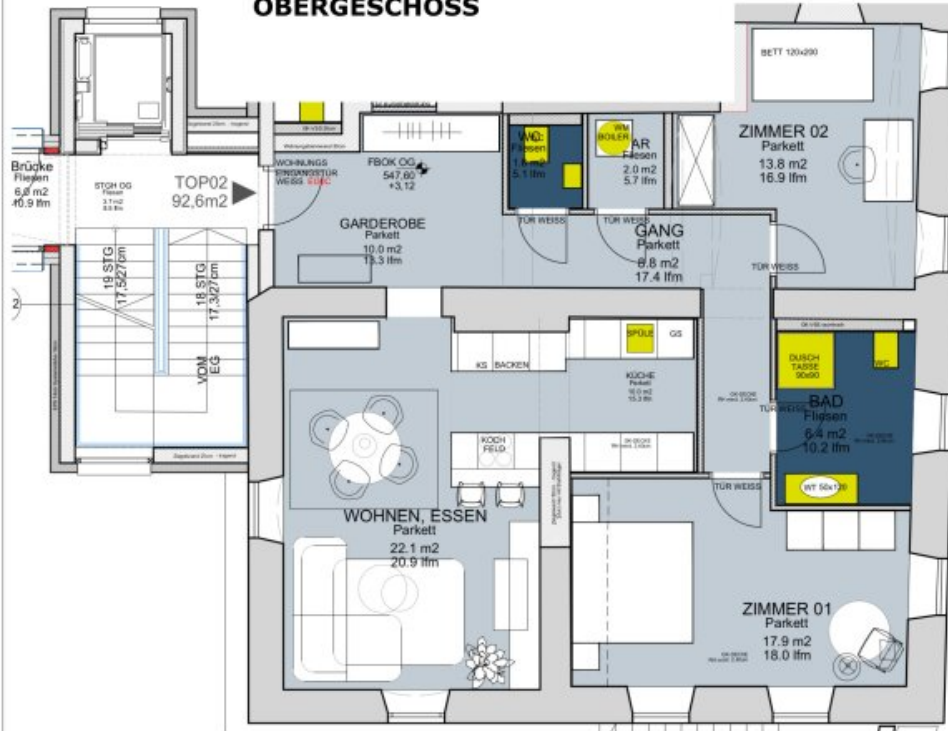 OBERGESCHOSS
BETT 120x200
Brücke
Fliesen
6,0 m2
10.9 lfm
STGH OG
Fliesen
TOP02
92,6m2
WOHNUNGS
EINGANGSTÜR
WEISS
FBOK OG
547,60
+3,12
GARDEROBE
Parkett
10.0 m2
13.3 lfm
WC
Fliesen
5.1 lfm
WM
BOILER
AR
Fliesen
2.0 m2
5.7 lfm
ZIMMER 02
Parkett
13.8 m2
16.9 lfm
TÜR WEISS
TÜR WEISS
GANG
Parkett
8.8 m2
17.4 lfm
TÜR WEISS
19 STG
17,5/27cm
18 STG
17,3/27cm
VOM
EG
2
KS
BACKEN
SPÜLE
GS
KÜCHE
Parkett
10.0 m2
15.3 lfm
KOCH
FELD
DUSCH
TASSE
90x90
WC
TÜR WEISS
BAD
Fliesen
6.4 m2
10.2 lfm
WT 50x120
TÜR WEISS
WOHNEN, ESSEN
Parkett
22.1 m2
20.9 lfm
ZIMMER 01
Parkett
17.9 m2
18.0 lfm